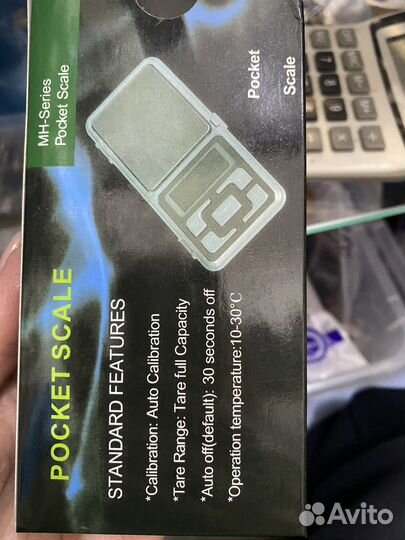 MH-Series
Pocket Scale
Pocket
Scale
POCKET SCALE
STANDARD FEATURES
*Calibration: Auto Calibration
*Tare Range: Tare full Capacity
*Auto off(default): 30 seconds off
*Operation temperature:10-30°C
Avito